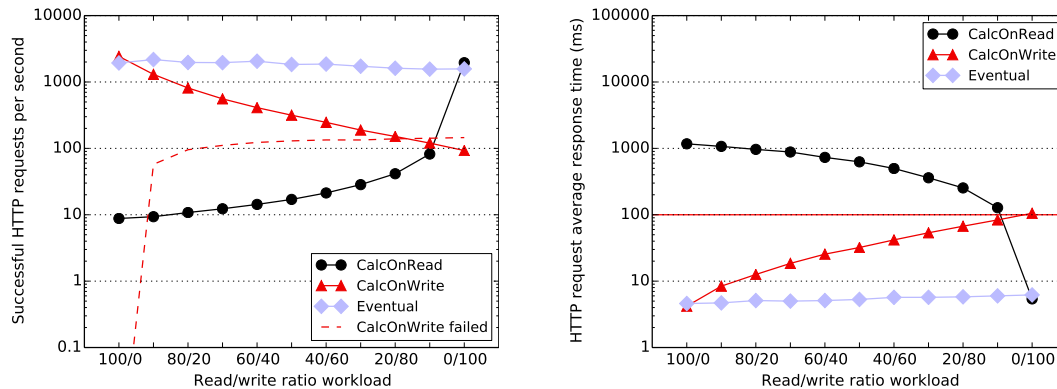 Successful HTTP requests per second
100000
10000
1000
100
10
1
0.1
CalcOnRead
CalcOnWrite
Eventual
CalcOnWrite failed
100/0 80/20 60/40 40/60 20/80 0/100
Read/write ratio workload
HTTP request average response time (ms)
100000
10000
1000
100
10
1
CalcOnRead
CalcOnWrite
Eventual
100/0 80/20 60/40 40/60 20/80 0/100
Read/write ratio workload